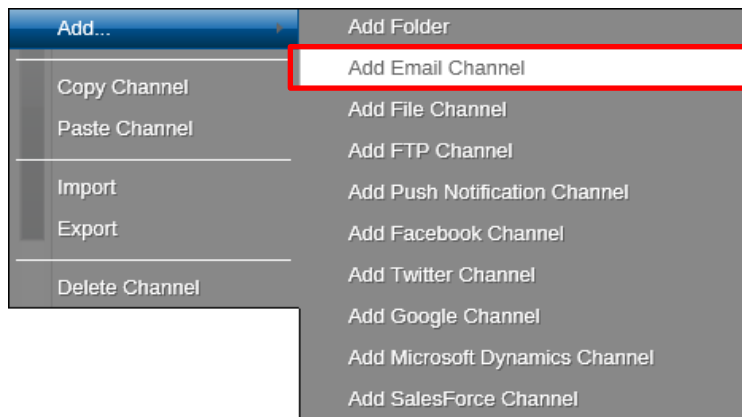 Add...
Copy Channel
Paste Channel
Import
Export
Delete Channel
Add Folder
Add Email Channel
Add File Channel
Add FTP Channel
Add Push Notification Channel
Add Facebook Channel
Add Twitter Channel
Add Google Channel
Add Microsoft Dynamics Channel
Add SalesForce Channel